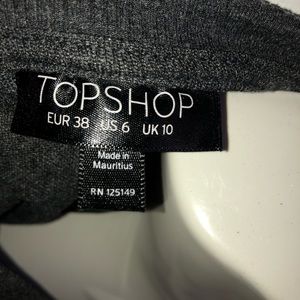 TOPSHOP
EUR 38 US 6 UK 10
Made in
Mauritius
RN 125149